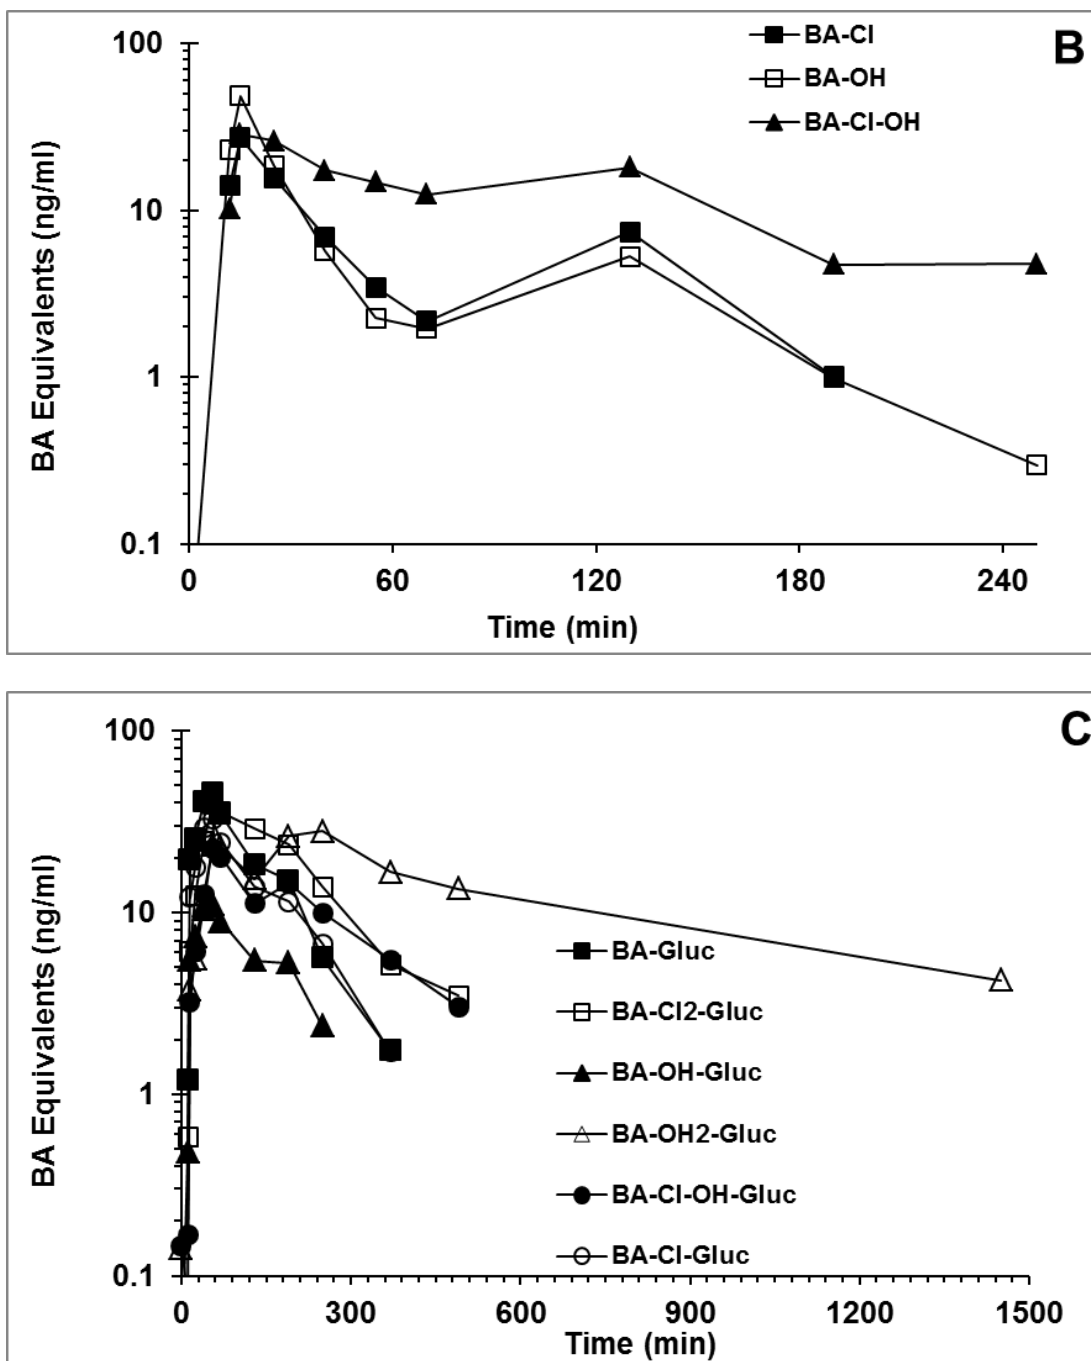 B
BA-Cl
BA-OH
BA-Cl-OH
BA Equivalents (ng/ml)
100
10
1
0.1
0 60 120 180 240
Time (min)
C
BA Equivalents (ng/ml)
100
10
1
0.1
BA-Gluc
BA-Cl2-Gluc
BA-OH-Gluc
BA-OH2-Gluc
BA-Cl-OH-Gluc
BA-Cl-Gluc
0 300 600 900 1200 1500
Time (min)